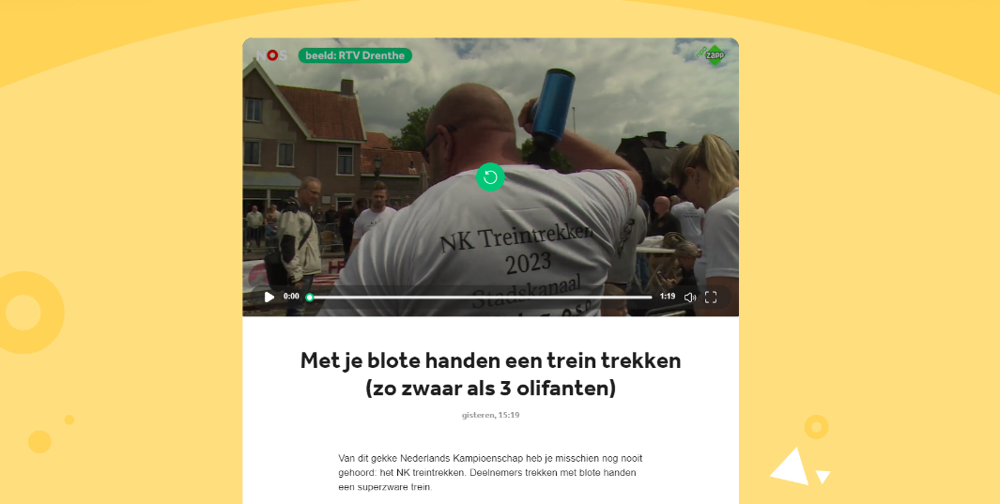 NOS
beeld: RTV Drenthe
zapp
NK Treintrekken
2023
Stadskanaal
0:00
1:19
Met je blote handen een trein trekken
(zo zwaar als 3 olifanten)
gisteren, 15:19
Van dit gekke Nederlands Kampioenschap heb je misschien nog nooit
gehoord: het NK treintrekken. Deelnemers trekken met blote handen
een superzware trein.